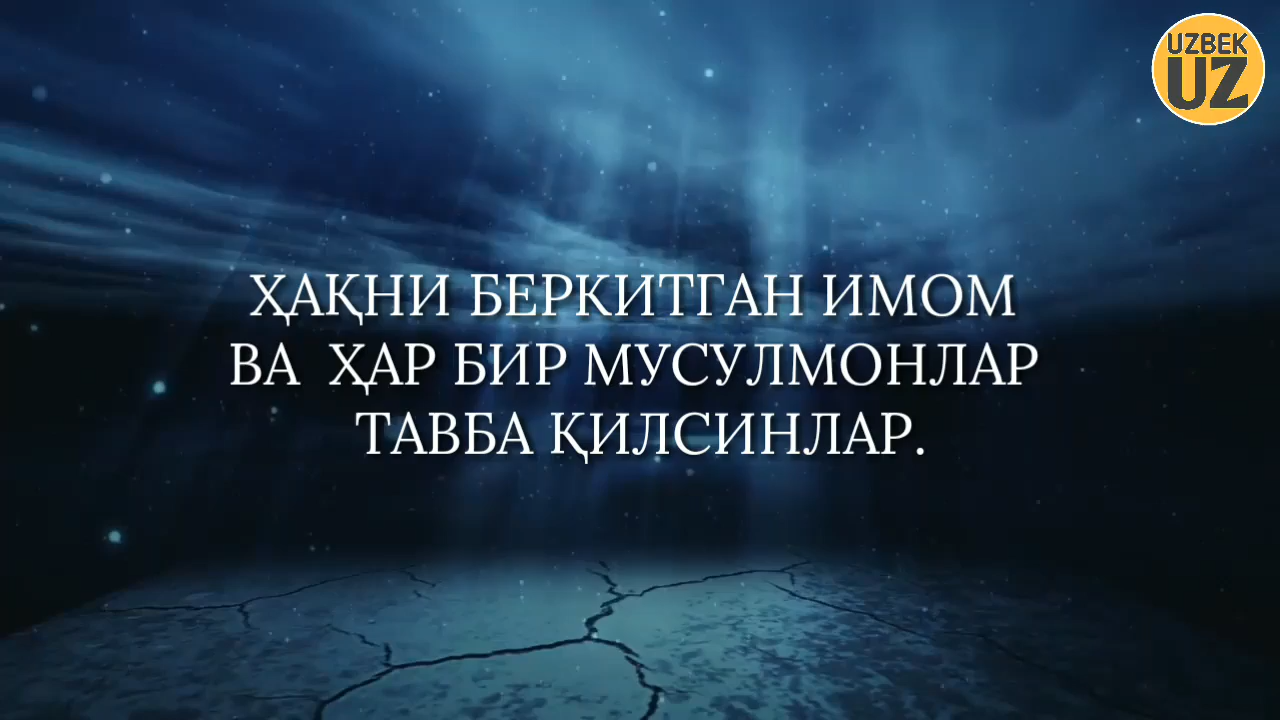 UZBEK
UZ
ҲАҚНИ БЕРКИТГАН ИМОМ
ВА ҲАР БИР МУСУЛМОНЛАР
ТАВБА ҚИЛСИНЛАР.